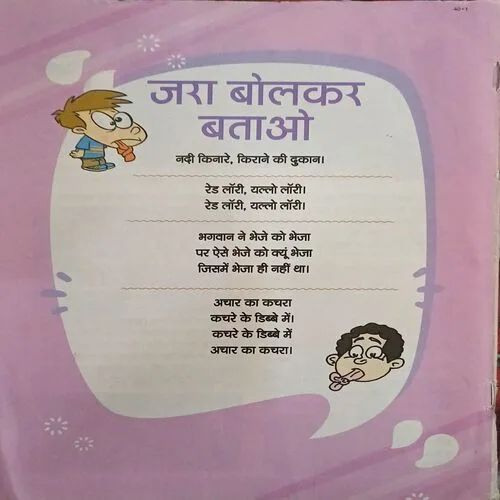 जरा बोलकर
बताओ
नदी किनारे, किराने की दुकान।
रेड लॉरी, यल्लो लॉरी।
रेड लॉरी, यल्लो लॉरी।
भगवान ने भेजे को भेजा
पर ऐसे भेजे को क्यूं भेजा
जिसमें भेजा ही नहीं था।
अचार का कचरा
कचरे के डिब्बे में।
कचरे के डिब्बे में
अचार का कचरा।